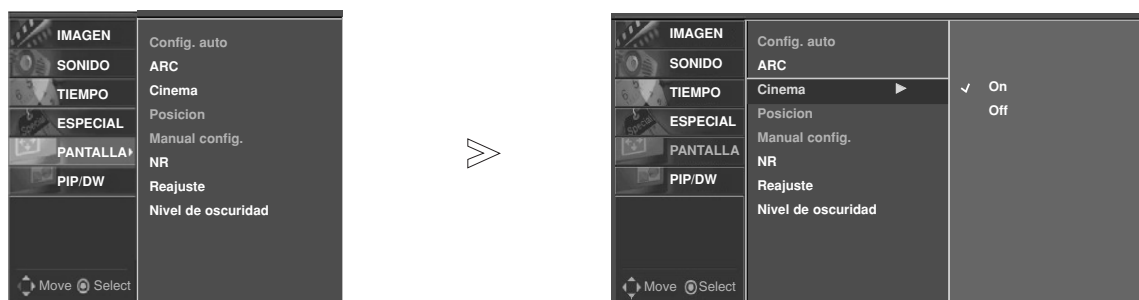 IMAGEN
SONIDO
TIEMPO
ESPECIAL
PANTALLA
PIP/DW
Move Select
Config. auto
ARC
Cinema
Posicion
Manual config.
NR
Reajuste
Nivel de oscuridad
IMAGEN
SONIDO
TIEMPO
ESPECIAL
PANTALLA
PIP/DW
Move Select
Config. auto
ARC
Cinema
Posicion
Manual config.
NR
Reajuste
Nivel de oscuridad
On
Off